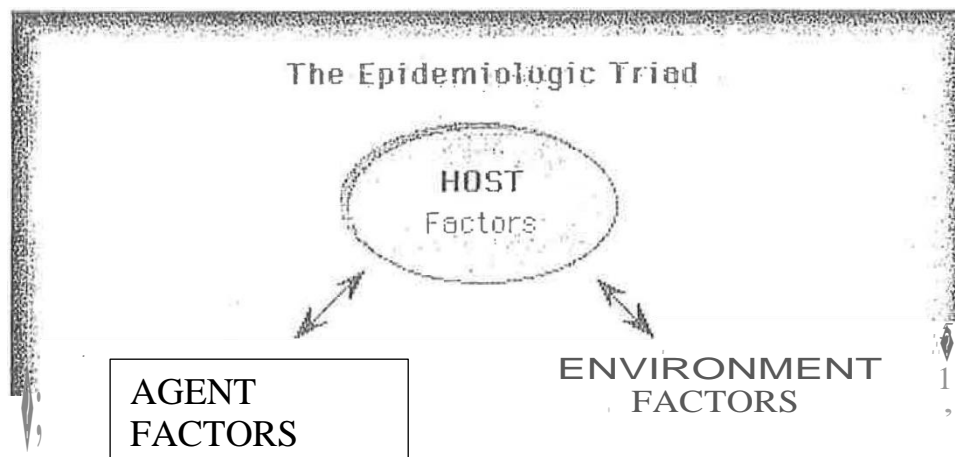 The Epidemiologic Triad
HOST
Factors
AGENT
FACTORS
ENVIRONMENT
FACTORS